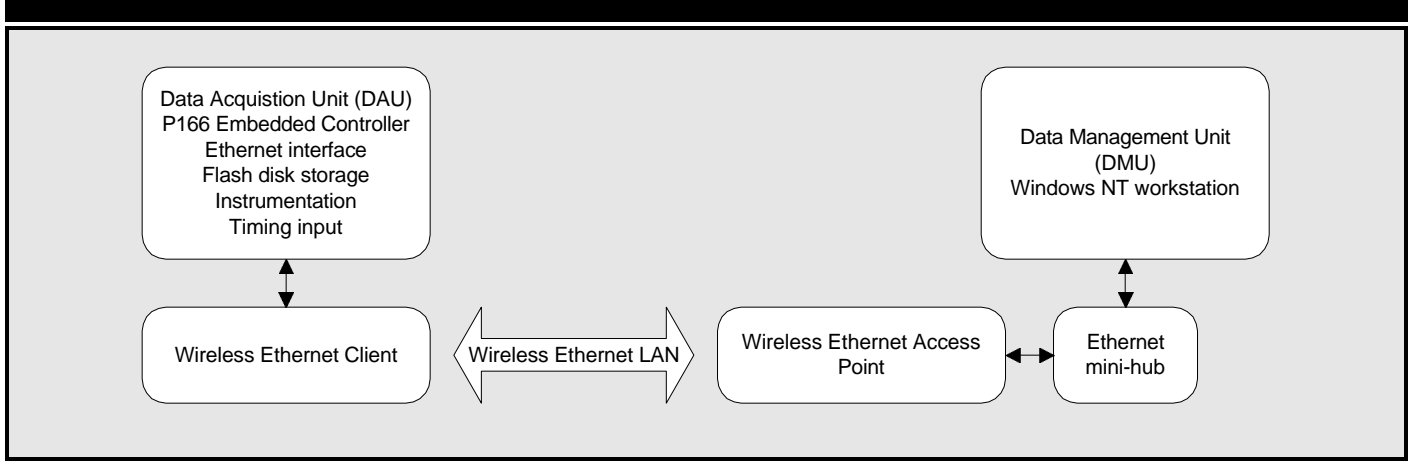 Data Acquistion Unit (DAU)
P166 Embedded Controller
Ethernet interface
Flash disk storage
Instrumentation
Timing input
Data Management Unit
(DMU)
Windows NT workstation
Wireless Ethernet Client
Wireless Ethernet LAN
Wireless Ethernet Access
Point
Ethernet
mini-hub